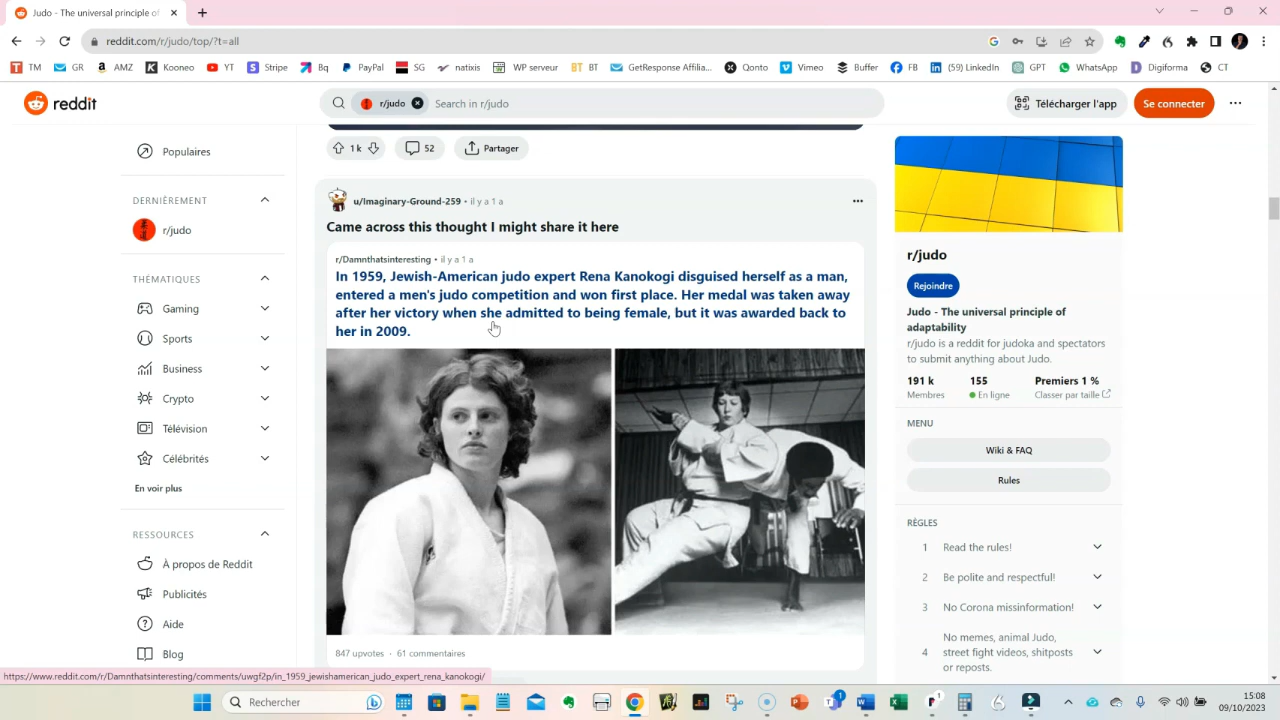 Judo - The universal principle of
reddit.com/r/judo/top/?t=all
TM
GR
AMZ
Kooneo
YT
Stripe
Bq
PayPal
SG
natixis
WP serveur
BT
BT
GetResponse Affilia...
Qonto
Vimeo
Buffer
FB
(59) LinkedIn
GPT
WhatsApp
Digiforma
CT
reddit
r/judo
Search in r/judo
Télécharger l'app
Se connecter
Populaires
DERNIÈREMENT
r/judo
THÉMATIQUES
Gaming
Sports
Business
Crypto
Télévision
Célébrités
En voir plus
RESSOURCES
À propos de Reddit
Publicités
Aide
Blog
1 k
52
Partager
u/Imaginary-Ground-259 • il y a 1 a
Came across this thought I might share it here
r/Damnthatsinteresting • il y a 1 a
In 1959, Jewish-American judo expert Rena Kanokogi disguised herself as a man,
entered a men's judo competition and won first place. Her medal was taken away
after her victory when she admitted to being female, but it was awarded back to
her in 2009.
847 upvotes · 61 commentaires
r/judo
Rejoindre
Judo - The universal principle of
adaptability
r/judo is a reddit for judoka and spectators
to submit anything about Judo.
191 k
155
Premiers 1 %
Membres
En ligne
Classer par taille
MENU
Wiki & FAQ
Rules
RÈGLES
1 Read the rules!
2 Be polite and respectful!
3 No Corona missinformation!
4 No memes, animal Judo,
street fight videos, shitposts
or reposts.
https://www.reddit.com/r/Damnthatsinteresting/comments/uwgf2p/in_1959_jewishamerican_judo_expert_rena_kanokogi/
Rechercher
1
1
15:08
09/10/2023